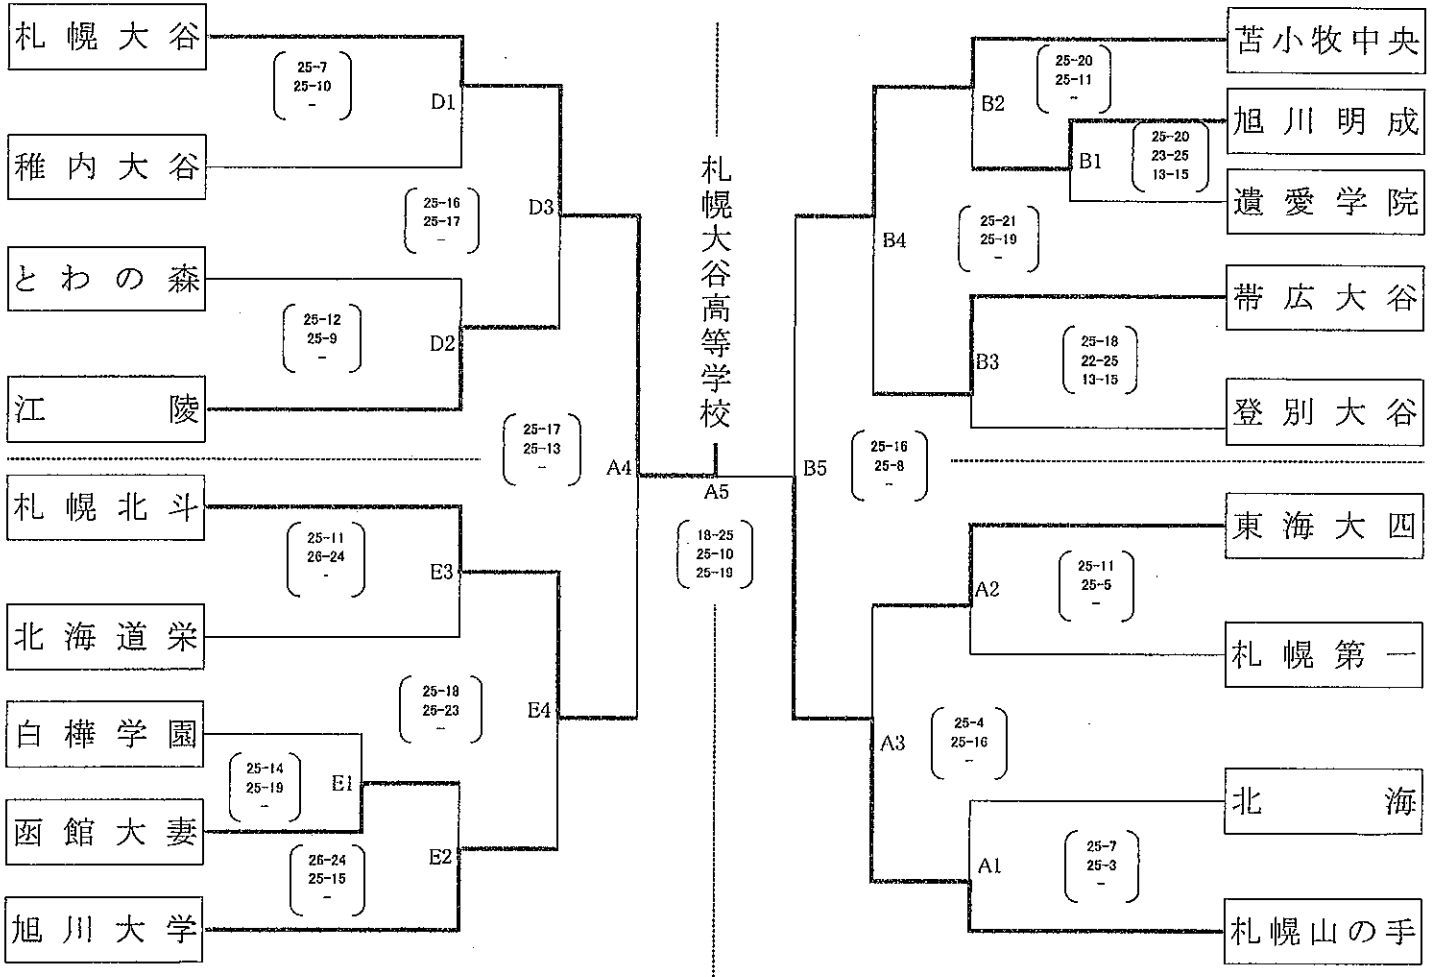 札幌大谷
25-7
25-10
-
D1
稚内大谷
25-16
25-17
-
D3
とわの森
25-12
25-9
-
D2
江陵
25-17
25-13
-
A4
札幌北斗
25-11
26-24
-
E3
北海道栄
25-18
25-23
-
E4
白樺学園
25-14
25-19
-
E1
函館大妻
26-24
25-15
-
E2
旭川大学
札幌大谷高等学校
A5
18-25
25-10
25-19
苫小牧中央
25-20
25-11
-
B2
旭川明成
25-20
23-25
13-15
B1
遺愛学院
25-21
25-19
-
B4
帯広大谷
25-18
22-25
13-15
B3
登別大谷
25-16
25-8
-
B5
東海大四
25-11
25-5
-
A2
札幌第一
25-4
25-16
-
A3
北海
25-7
25-3
-
A1
札幌山の手